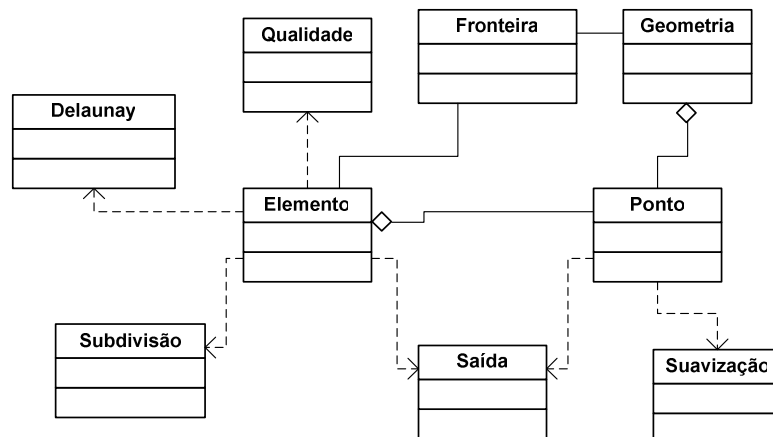 Fronteira
Geometria
Qualidade
Delaunay
Elemento
Ponto
Subdivisão
Saída
Suavização